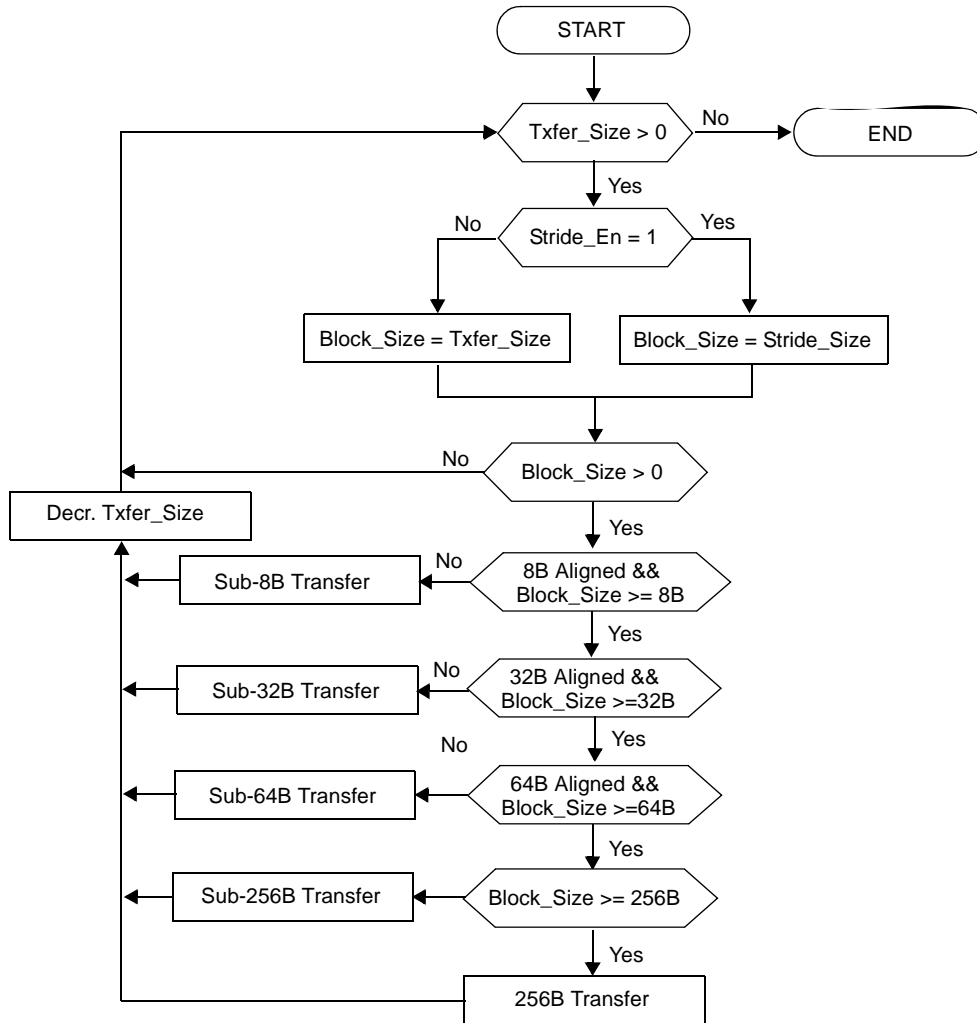 START
Txfer_Size > 0
No
END
Yes
No
Stride_En = 1
Yes
Block_Size = Txfer_Size
Block_Size = Stride_Size
No
Block_Size > 0
Decr. Txfer_Size
Yes
Sub-8B Transfer
No
8B Aligned &&
Block_Size >= 8B
Yes
Sub-32B Transfer
No
32B Aligned &&
Block_Size >=32B
Yes
No
Sub-64B Transfer
64B Aligned &&
Block_Size >=64B
Yes
Sub-256B Transfer
Block_Size >= 256B
Yes
256B Transfer